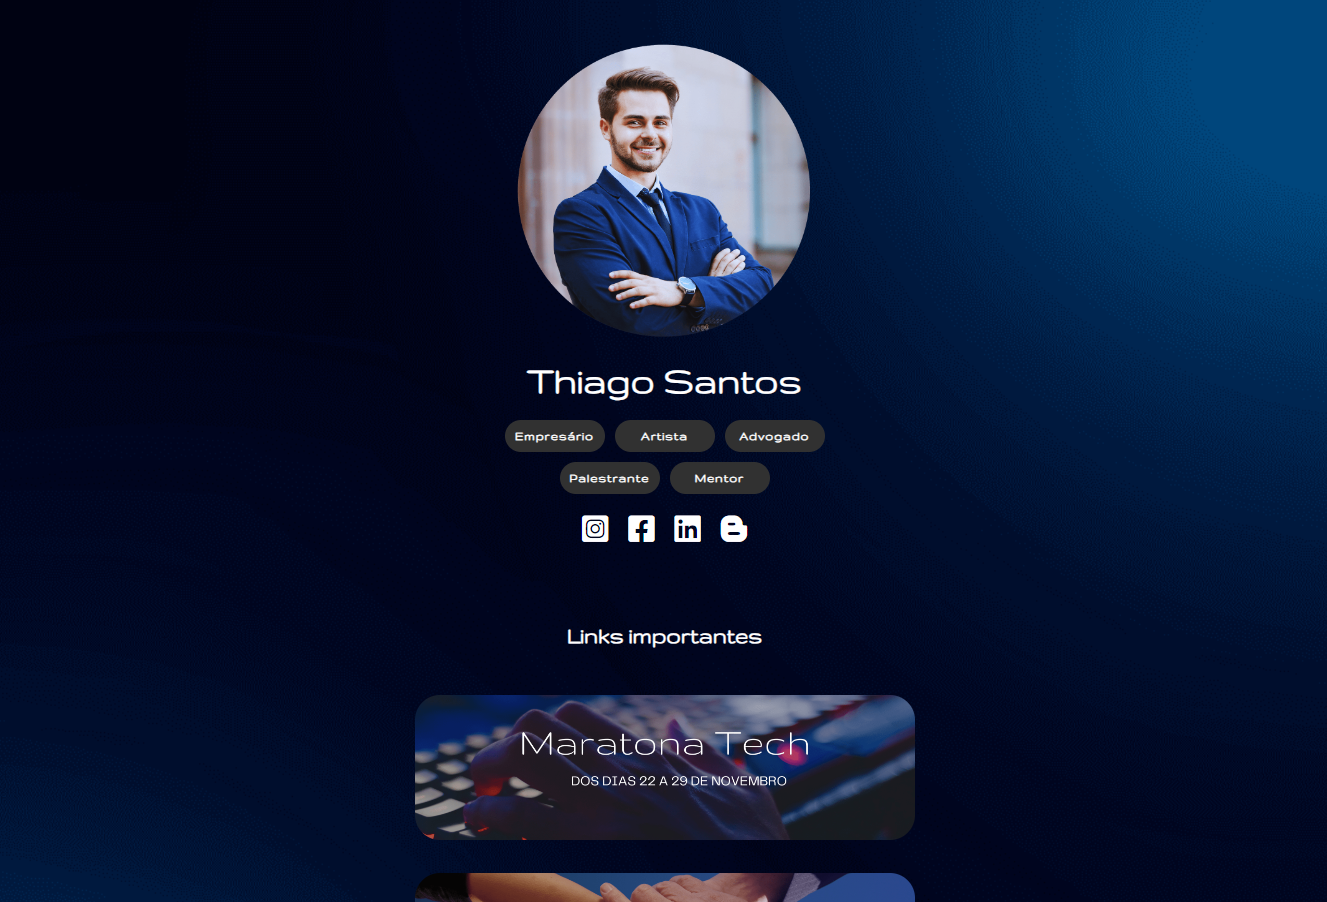 Thiago Santos
Empresário Artista Advogado
Palestrante Mentor
Links importantes
Maratona Tech
DOS DIAS 22 A 29 DE NOVEMBRO